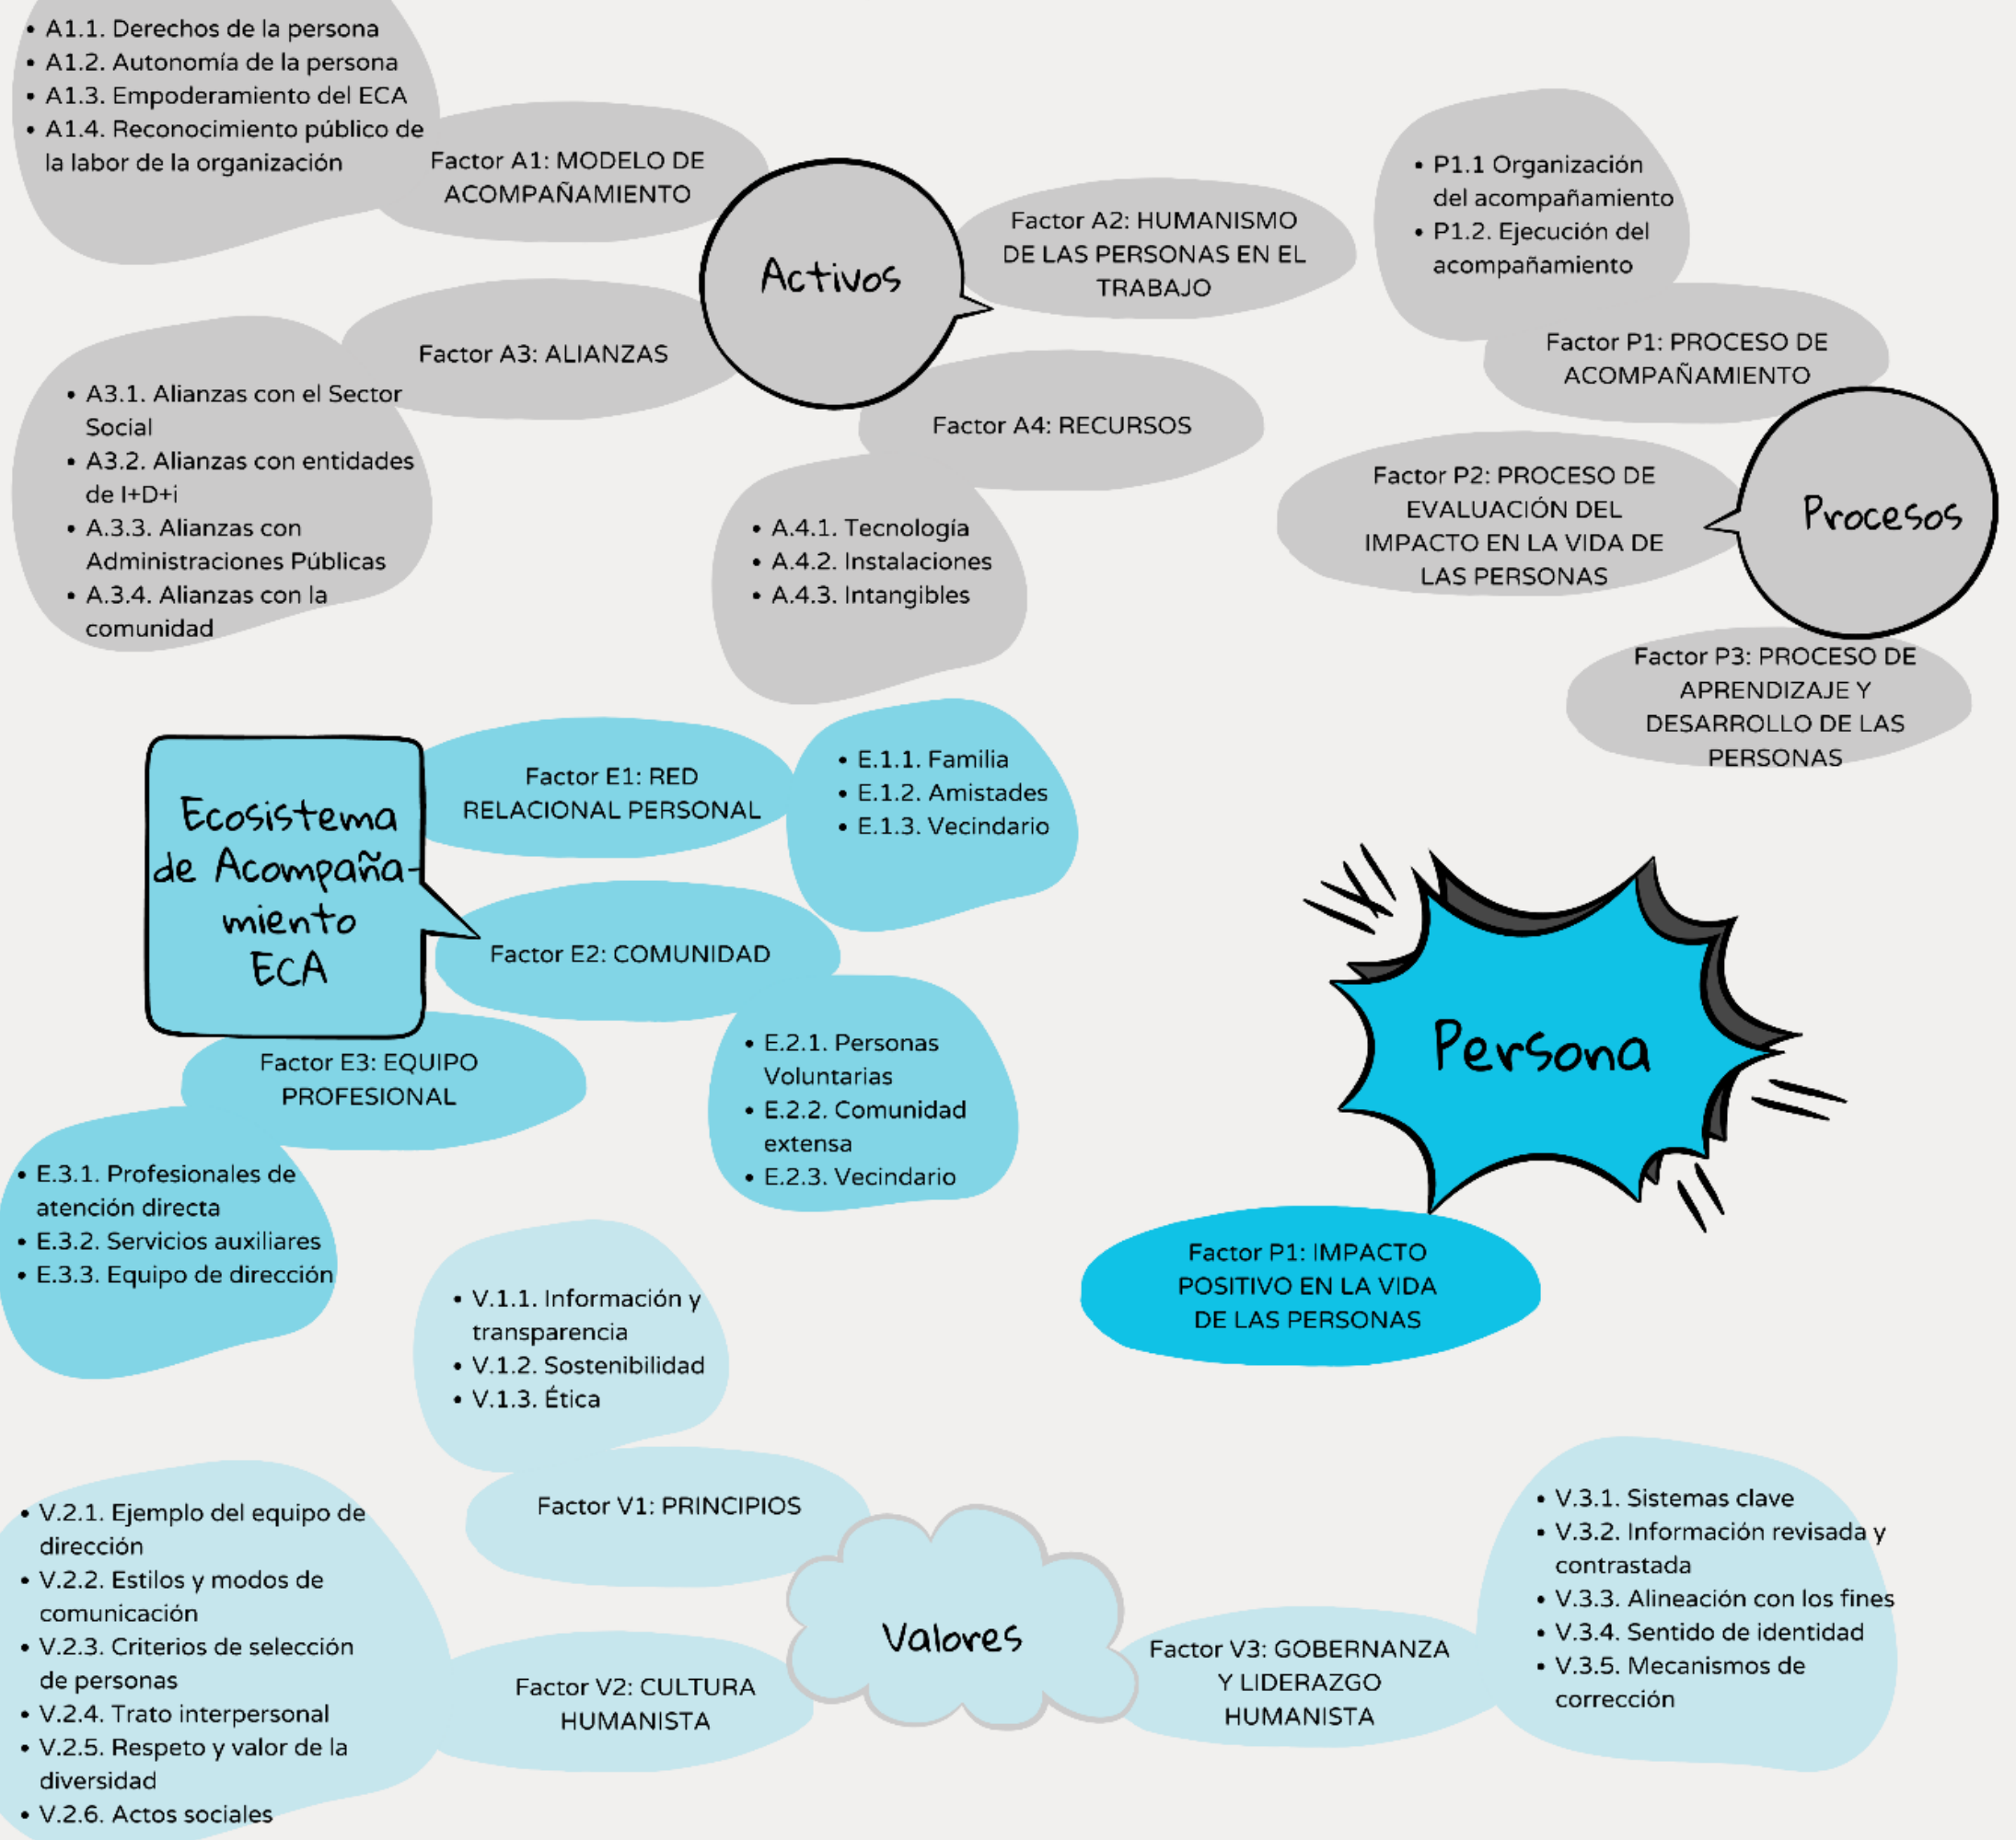 • A1.1. Derechos de la persona
• A1.2. Autonomía de la persona
• A1.3. Empoderamiento del ECA
• A1.4. Reconocimiento público de
la labor de la organización
Factor A1: MODELO DE
ACOMPAÑAMIENTO
Activos
Factor A2: HUMANISMO
DE LAS PERSONAS EN EL
TRABAJO
Factor A3: ALIANZAS
• A3.1. Alianzas con el Sector
Social
• A3.2. Alianzas con entidades
de I+D+i
• A.3.3. Alianzas con
Administraciones Públicas
• A.3.4. Alianzas con la
comunidad
Factor A4: RECURSOS
• A.4.1. Tecnología
• A.4.2. Instalaciones
• A.4.3. Intangibles
• P1.1 Organización
del acompañamiento
• P1.2. Ejecución del
acompañamiento
Factor P1: PROCESO DE
ACOMPAÑAMIENTO
Procesos
Factor P2: PROCESO DE
EVALUACIÓN DEL
IMPACTO EN LA VIDA DE
LAS PERSONAS
Factor P3: PROCESO DE
APRENDIZAJE Y
DESARROLLO DE LAS
PERSONAS
Ecosistema
de Acompaña-
miento
ECA
Factor E1: RED
RELACIONAL PERSONAL
• E.1.1. Familia
• E.1.2. Amistades
• E.1.3. Vecindario
Factor E2: COMUNIDAD
• E.2.1. Personas
Voluntarias
• E.2.2. Comunidad
extensa
• E.2.3. Vecindario
Factor E3: EQUIPO
PROFESIONAL
• E.3.1. Profesionales de
atención directa
• E.3.2. Servicios auxiliares
• E.3.3. Equipo de dirección
Persona
Factor P1: IMPACTO
POSITIVO EN LA VIDA
DE LAS PERSONAS
• V.1.1. Información y
transparencia
• V.1.2. Sostenibilidad
• V.1.3. Ética
Factor V1: PRINCIPIOS
Valores
• V.2.1. Ejemplo del equipo de
dirección
• V.2.2. Estilos y modos de
comunicación
• V.2.3. Criterios de selección
de personas
• V.2.4. Trato interpersonal
• V.2.5. Respeto y valor de la
diversidad
• V.2.6. Actos sociales
Factor V2: CULTURA
HUMANISTA
Factor V3: GOBERNANZA
Y LIDERAZGO
HUMANISTA
• V.3.1. Sistemas clave
• V.3.2. Información revisada y
contrastada
• V.3.3. Alineación con los fines
• V.3.4. Sentido de identidad
• V.3.5. Mecanismos de
corrección